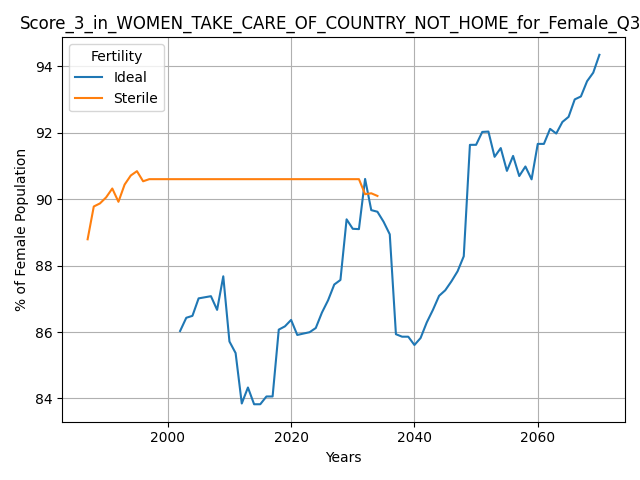 Score_3_in_WOMEN_TAKE_CARE_OF_COUNTRY_NOT_HOME_for_Female_Q3
Fertility
Ideal
Sterile
% of Female Population
94
92
90
88
86
84
2000 2020 2040 2060
Years